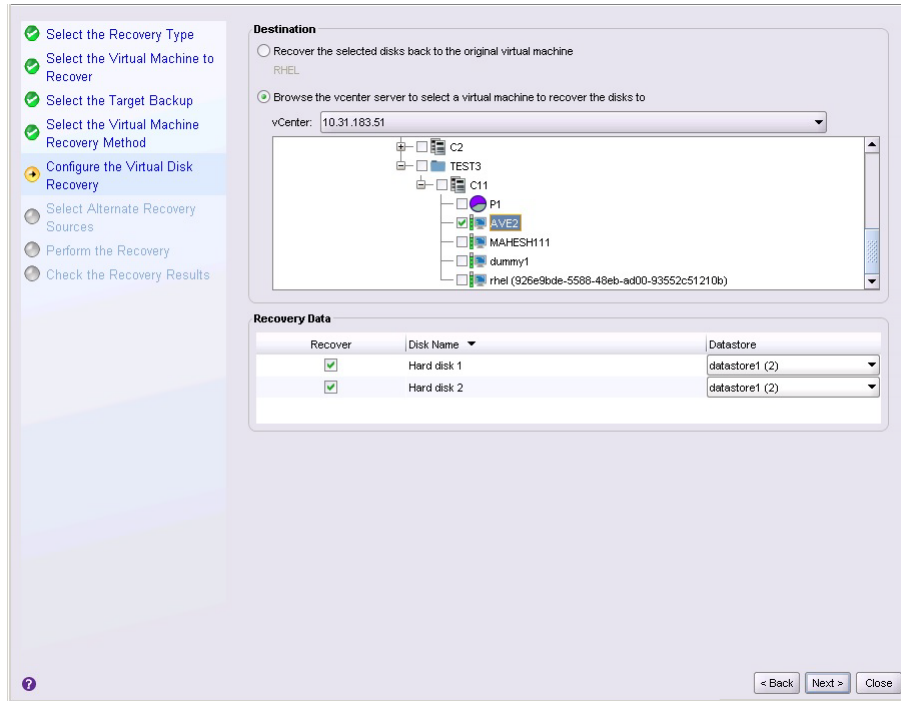 Select the Recovery Type
Select the Virtual Machine to
Recover
Select the Target Backup
Select the Virtual Machine
Recovery Method
Configure the Virtual Disk
Recovery
Select Alternate Recovery
Sources
Perform the Recovery
Check the Recovery Results
Destination
Recover the selected disks back to the original virtual machine
RHEL
Browse the vcenter server to select a virtual machine to recover the disks to
vCenter: 10.31.183.51
C2
TEST3
C11
P1
AVE2
MAHESH111
dummy1
rhel (926e9bde-5588-48eb-ad00-93552c51210b)
Recovery Data
Recover Disk Name Datastore
Hard disk 1 datastore1 (2)
Hard disk 2 datastore1 (2)
?
< Back Next > Close